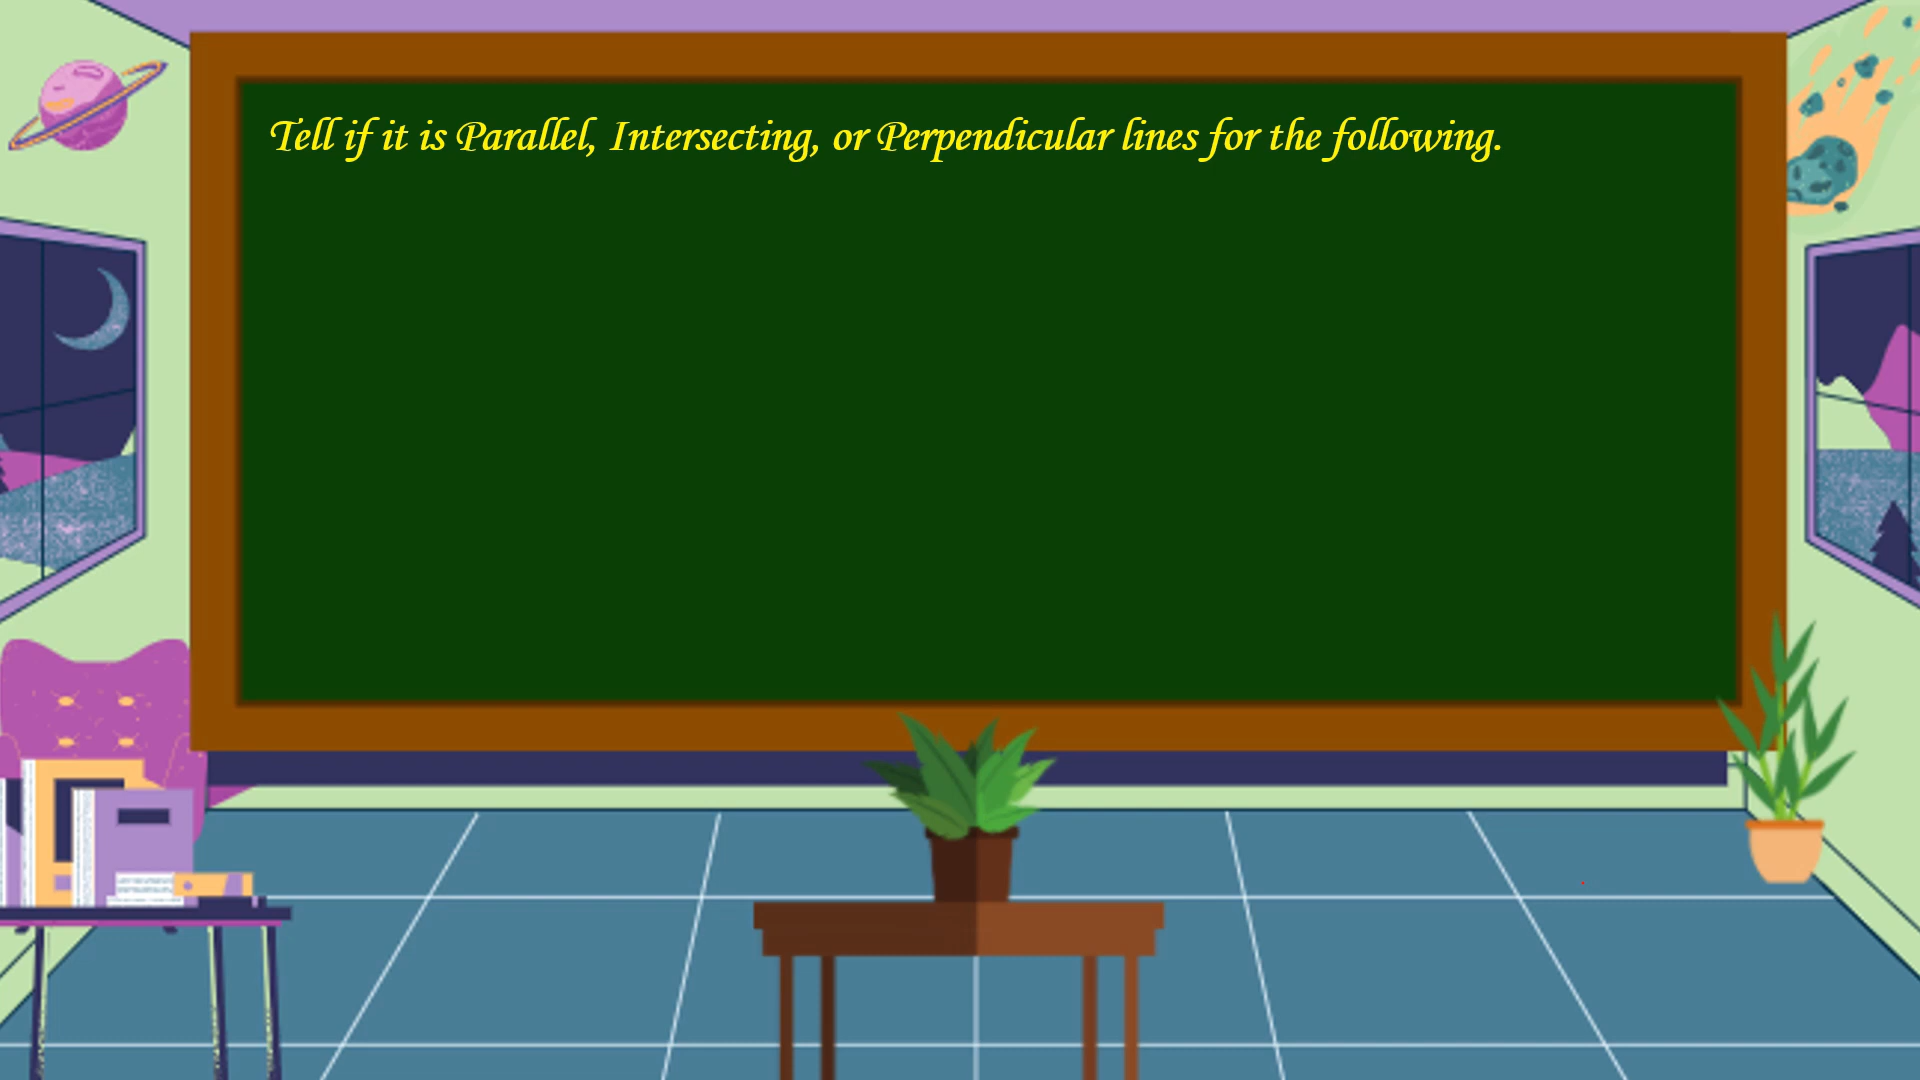 Tell if it is Parallel, Intersecting, or Perpendicular lines for the following.